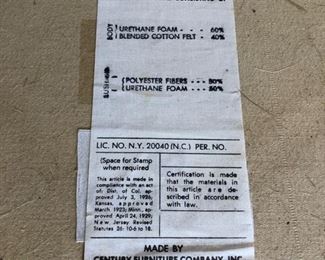 BODY
URETHANE FOAM - 60%
BLENDED COTTON FELT - 40%
POLYESTER FIBERS - 50%
URETHANE FOAM - 50%
LIC. NO. N.Y. 20040 (N.C.) PER. NO.
(Space for Stamp
when required
This article is made in
compliance with an act
of: Dist. of Col. ap-
proved July 3, 1926;
Kansas, approved
March 1923; Minn., ap-
proved April 24, 1929;
New Jersey Revised
Statutes 26: 10-6 to 18.
Certification is made
that the materials in
this article are de-
scribed in accordance
with law.
MADE BY
CENTURY FURNITURE COMPANY, INC